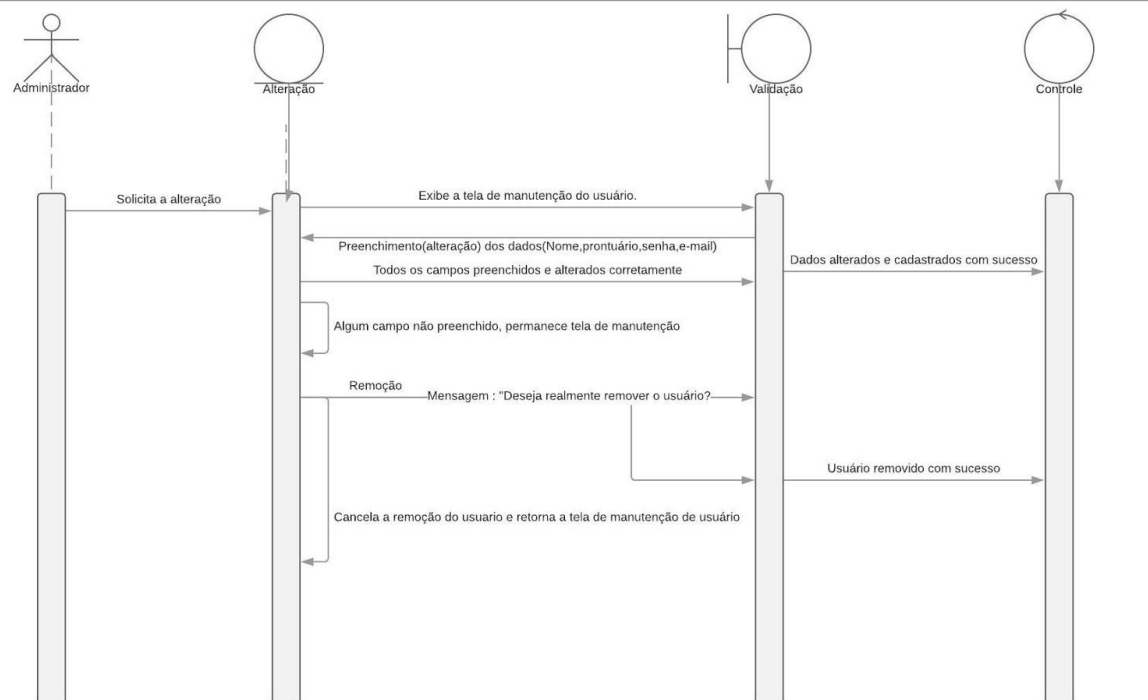 Administrador
Alteração
Validação
Controle
Solicita a alteração
Exibe a tela de manutenção do usuário.
Preenchimento(alteração) dos dados(Nome,prontuário,senha,e-mail)
Dados alterados e cadastrados com sucesso
Todos os campos preenchidos e alterados corretamente
Algum campo não preenchido, permanece tela de manutenção
Remoção
Mensagem : "Deseja realmente remover o usuário?
Usuário removido com sucesso
Cancela a remoção do usuario e retorna a tela de manutenção de usuário